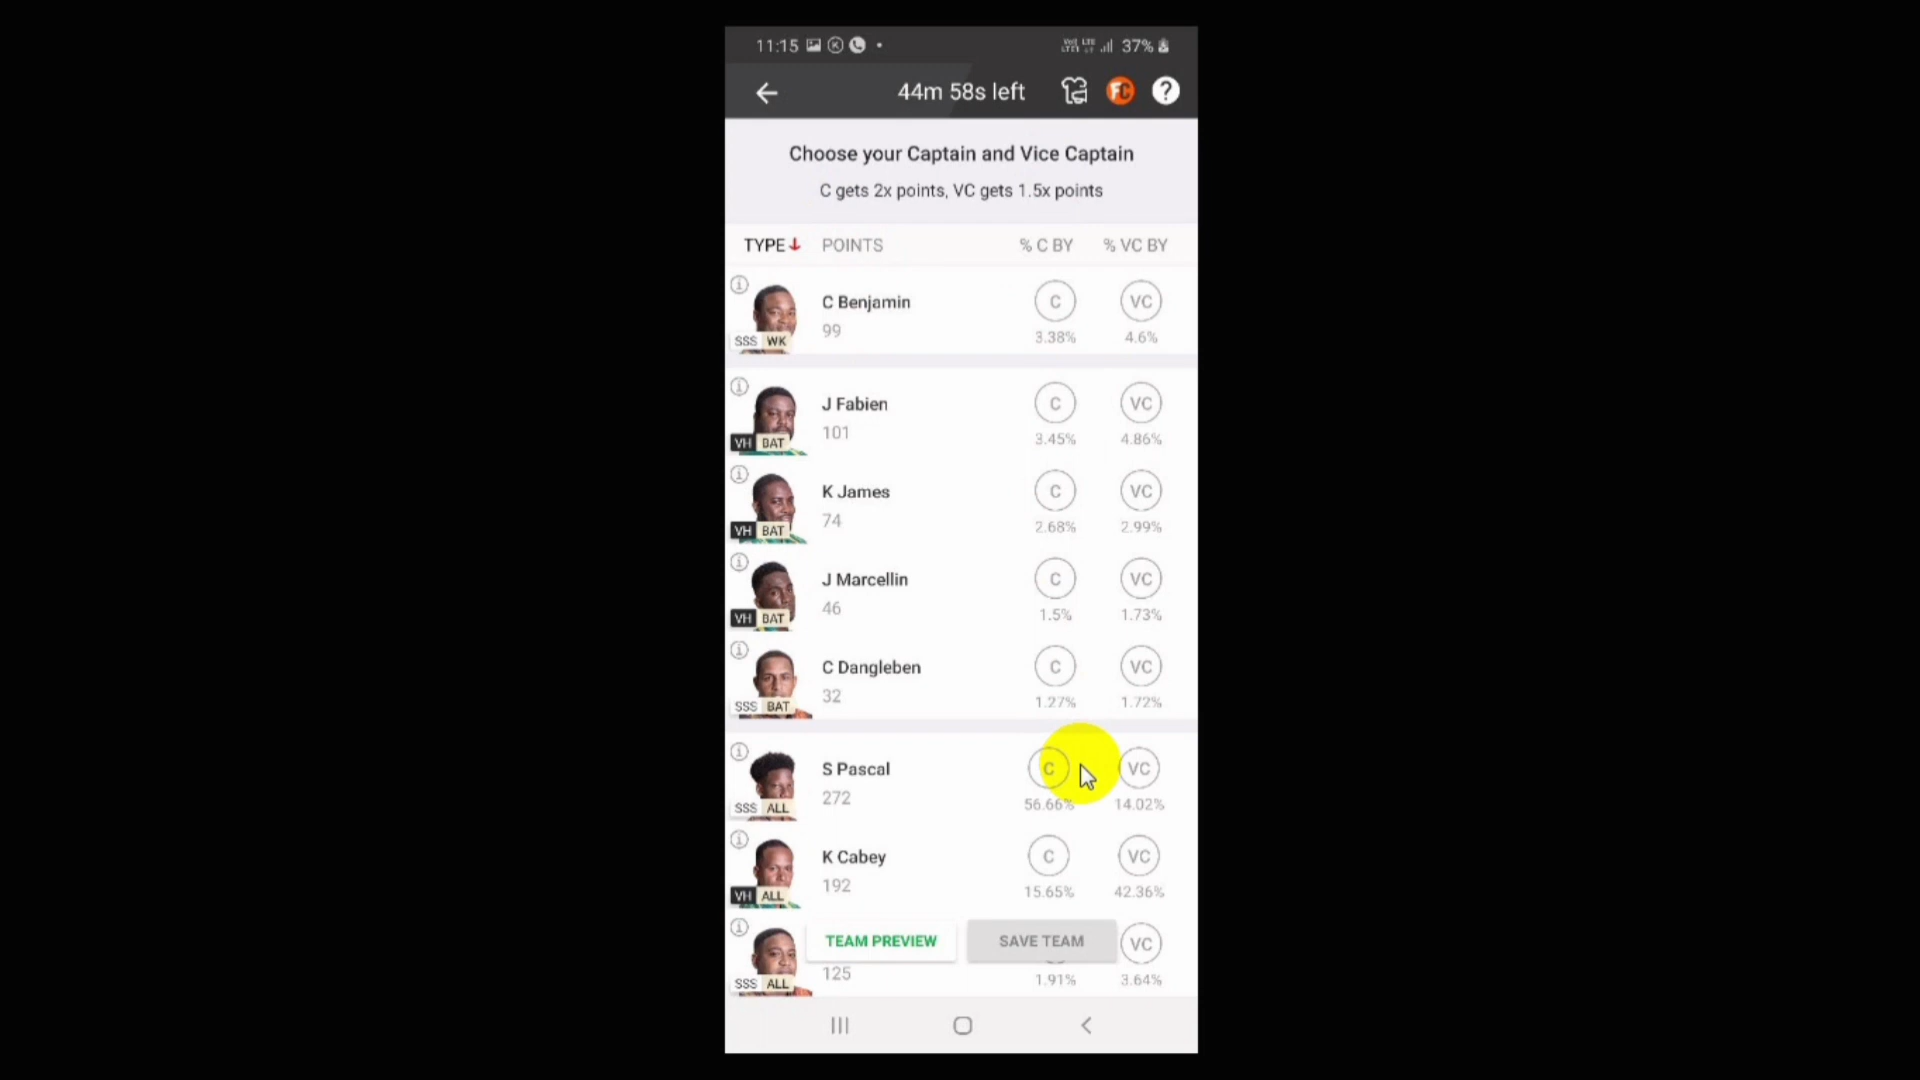 11:15
37%
44m 58s left
FC
?
Choose your Captain and Vice Captain
C gets 2x points, VC gets 1.5x points
TYPE POINTS % C BY % VC BY
C Benjamin
99
C VC
3.38% 4.6%
SSS WK
J Fabien
101
C VC
3.45% 4.86%
VH BAT
K James
74
C VC
2.68% 2.99%
VH BAT
J Marcellin
46
C VC
1.5% 1.73%
VH BAT
C Dangleben
32
C VC
1.27% 1.72%
SSS BAT
S Pascal
272
C VC
56.66% 14.02%
SSS ALL
K Cabey
192
C VC
15.65% 42.36%
VH ALL
TEAM PREVIEW SAVE TEAM VC
125
1.91% 3.64%
SSS ALL